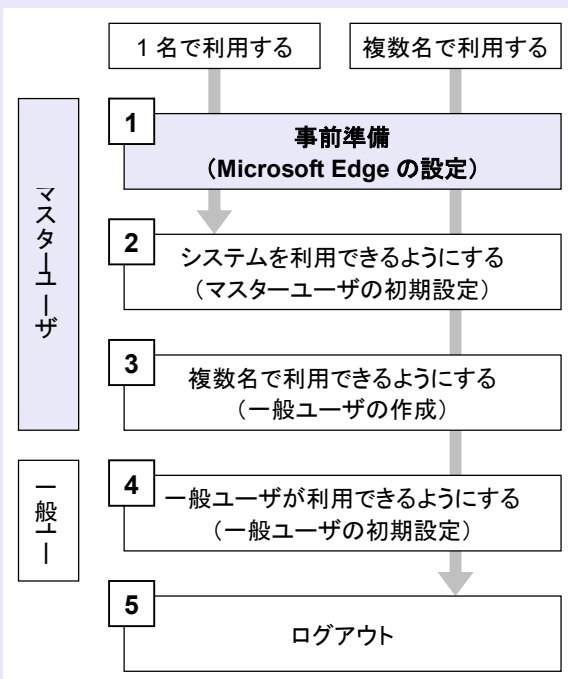 1 名で利用する
複数名で利用する
マスターユーザ
1
事前準備
（Microsoft Edge の設定）
2
システムを利用できるようにする
（マスターユーザの初期設定）
3
複数名で利用できるようにする
（一般ユーザの作成）
一般ユー
4
一般ユーザが利用できるようにする
（一般ユーザの初期設定）
5
ログアウト